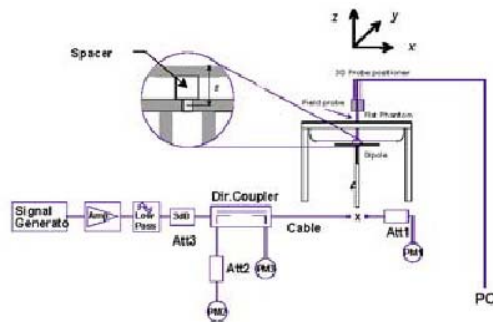 z
y
x
Spacer
s
3D Probe positioner
Field probe
Flat Phantom
Dipole
Dir.Coupler
Signal
Generato
Amp
Low
Pass
3dB
Att3
Cable
x
Att1
PM1
Att2
PM3
PM2
PC